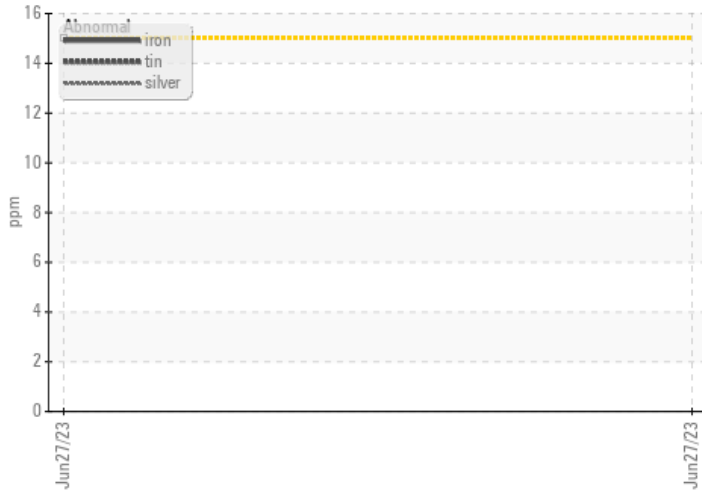 16
Abnormal
iron
tin
silver
14
12
10
8
6
4
2
0
ppm
Jun27/23
Jun27/23